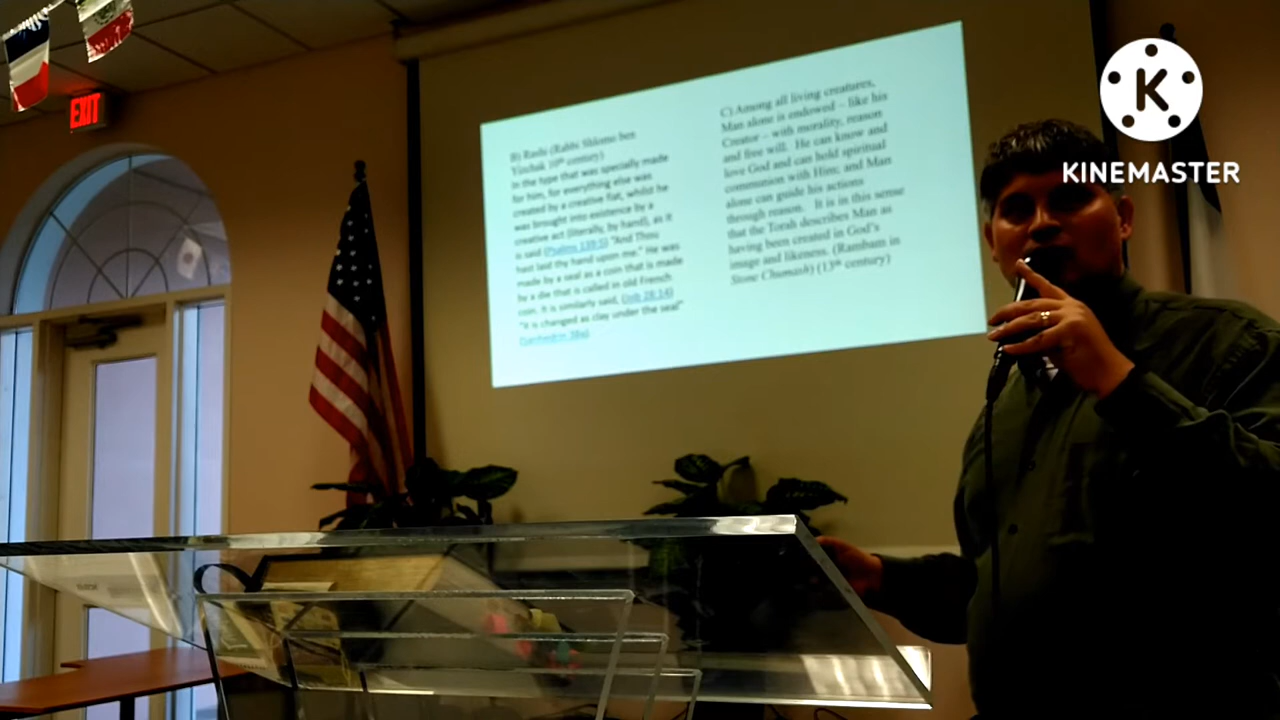 EXIT
B) Rashi (Rabbi Shlomo ben
Yitzchak 10th century)
In the type that was specially made
for him, for everything else was
created by a creative fiat, whilst he
was brought into existence by a
creative act (literally, by hand), as it
is said (Psalms 139:5) "And Thou
hast laid thy hand upon me." He was
made by a seal as a coin that is made
by a die that is called in old French
coin. It is similarly said, (Job 38:14)
"It is changed as clay under the seal"
(Sanhedrin 38a).
C) Among all living creatures,
Man alone is endowed – like his
Creator – with morality, reason
and free will. He can know and
love God and can hold spiritual
communion with Him; and Man
alone can guide his actions
through reason. It is in this sense
that the Torah describes Man as
having been created in God's
image and likeness. (Rambam in
Stone Chumash) (13th century)
K
KINEMASTER